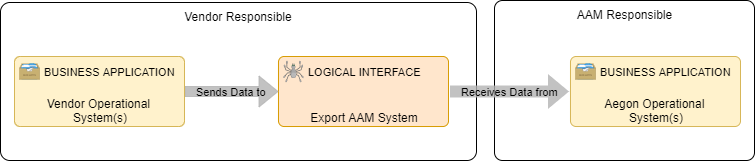 Vendor Responsible
AAM Responsible
BUSINESS APPLICATION
Vendor Operational
System(s)
Sends Data to
LOGICAL INTERFACE
Export AAM System
Receives Data from
BUSINESS APPLICATION
Aegon Operational
System(s)